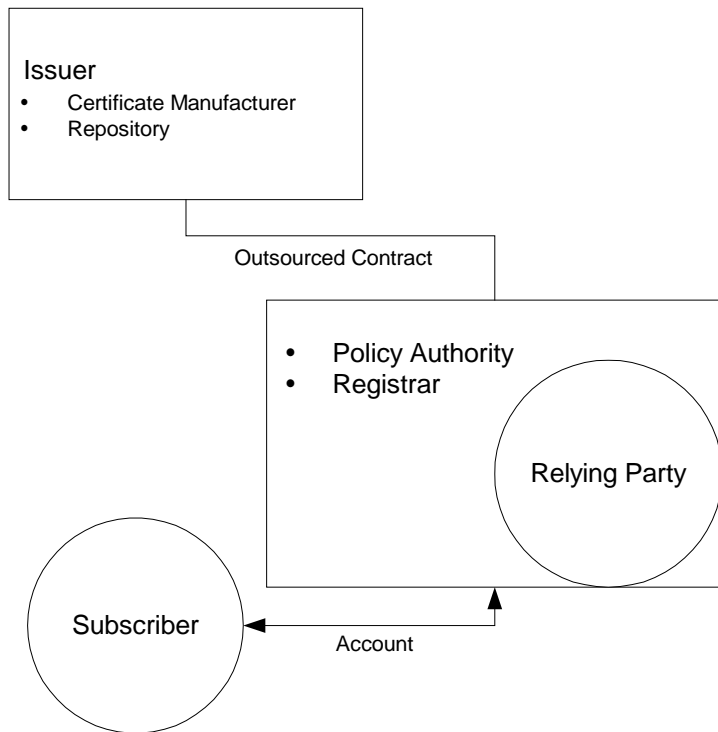 Issuer
• Certificate Manufacturer
• Repository
Outsourced Contract
• Policy Authority
• Registrar
Relying Party
Subscriber
Account